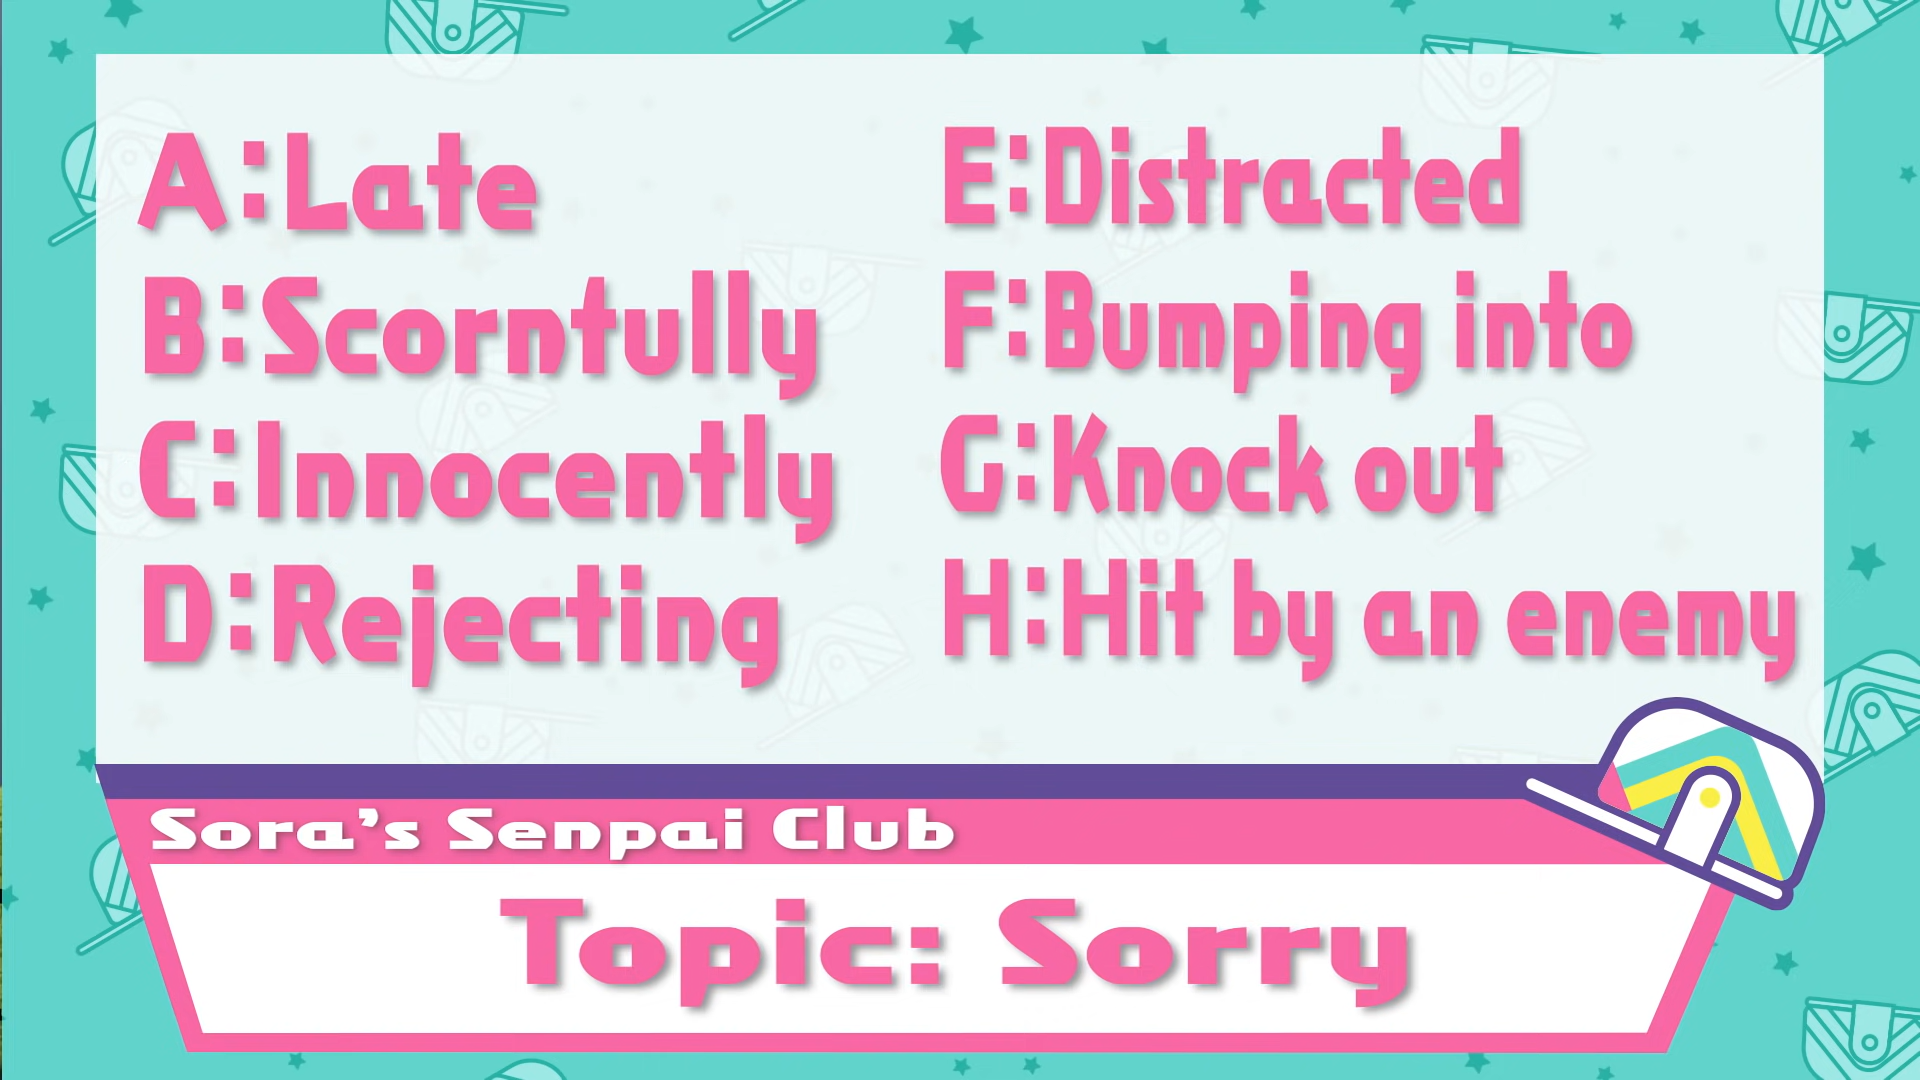 A:Late
B:Scorntully
C:Innocently
D:Rejecting
E:Distracted
F:Bumping into
G:Knock out
H:Hit by an enemy
Sora's Senpai Club
Topic: Sorry